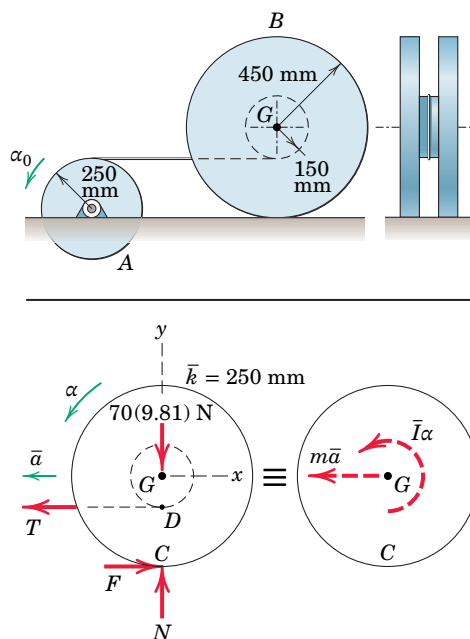 B
450 mm
G
α₀
250
mm
150
mm
A
y
α
k̄ = 250 mm
70(9.81) N
ā
G
x
≡
mā
Īα
G
T
D
C
C
F
N